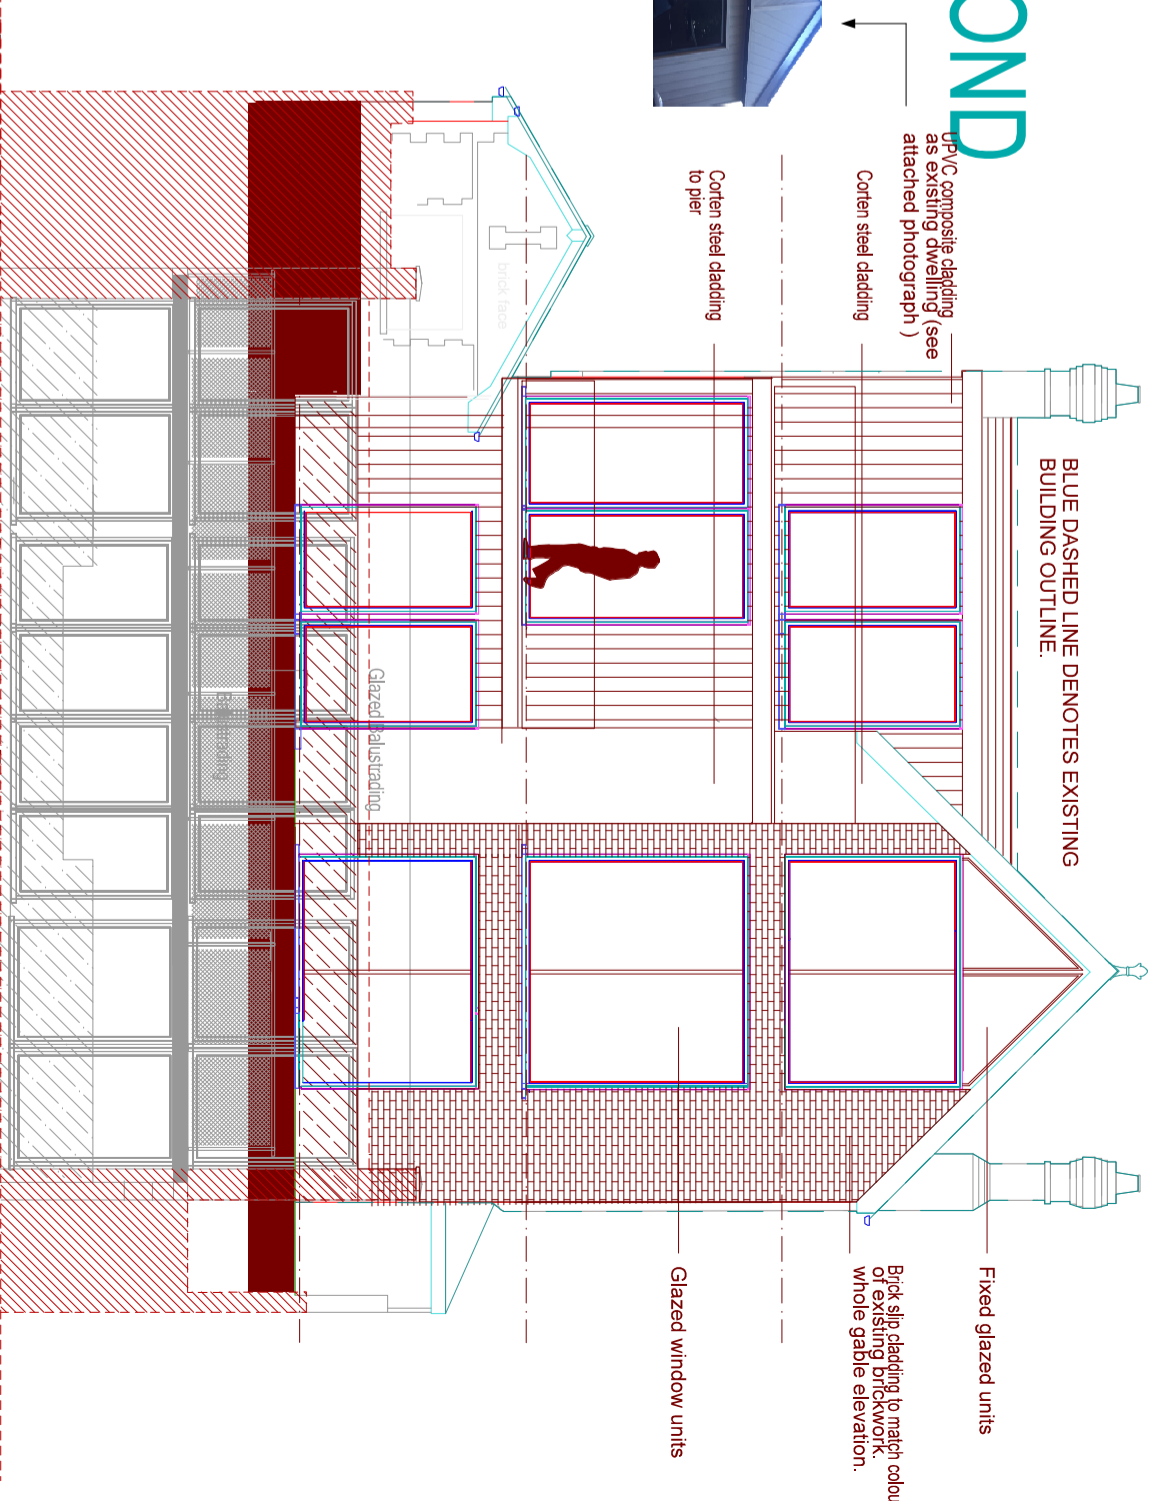 OND
UPVC composite cladding
as existing dwelling (see
attached photograph )
Corten steel cladding
Corten steel cladding
to pier
BLUE DASHED LINE DENOTES EXISTING
BUILDING OUTLINE.
brick face
Glazed Balustrading
Fixed glazed units
Brick slip cladding to match colou
of existing brickwork.
whole gable elevation.
Glazed window units